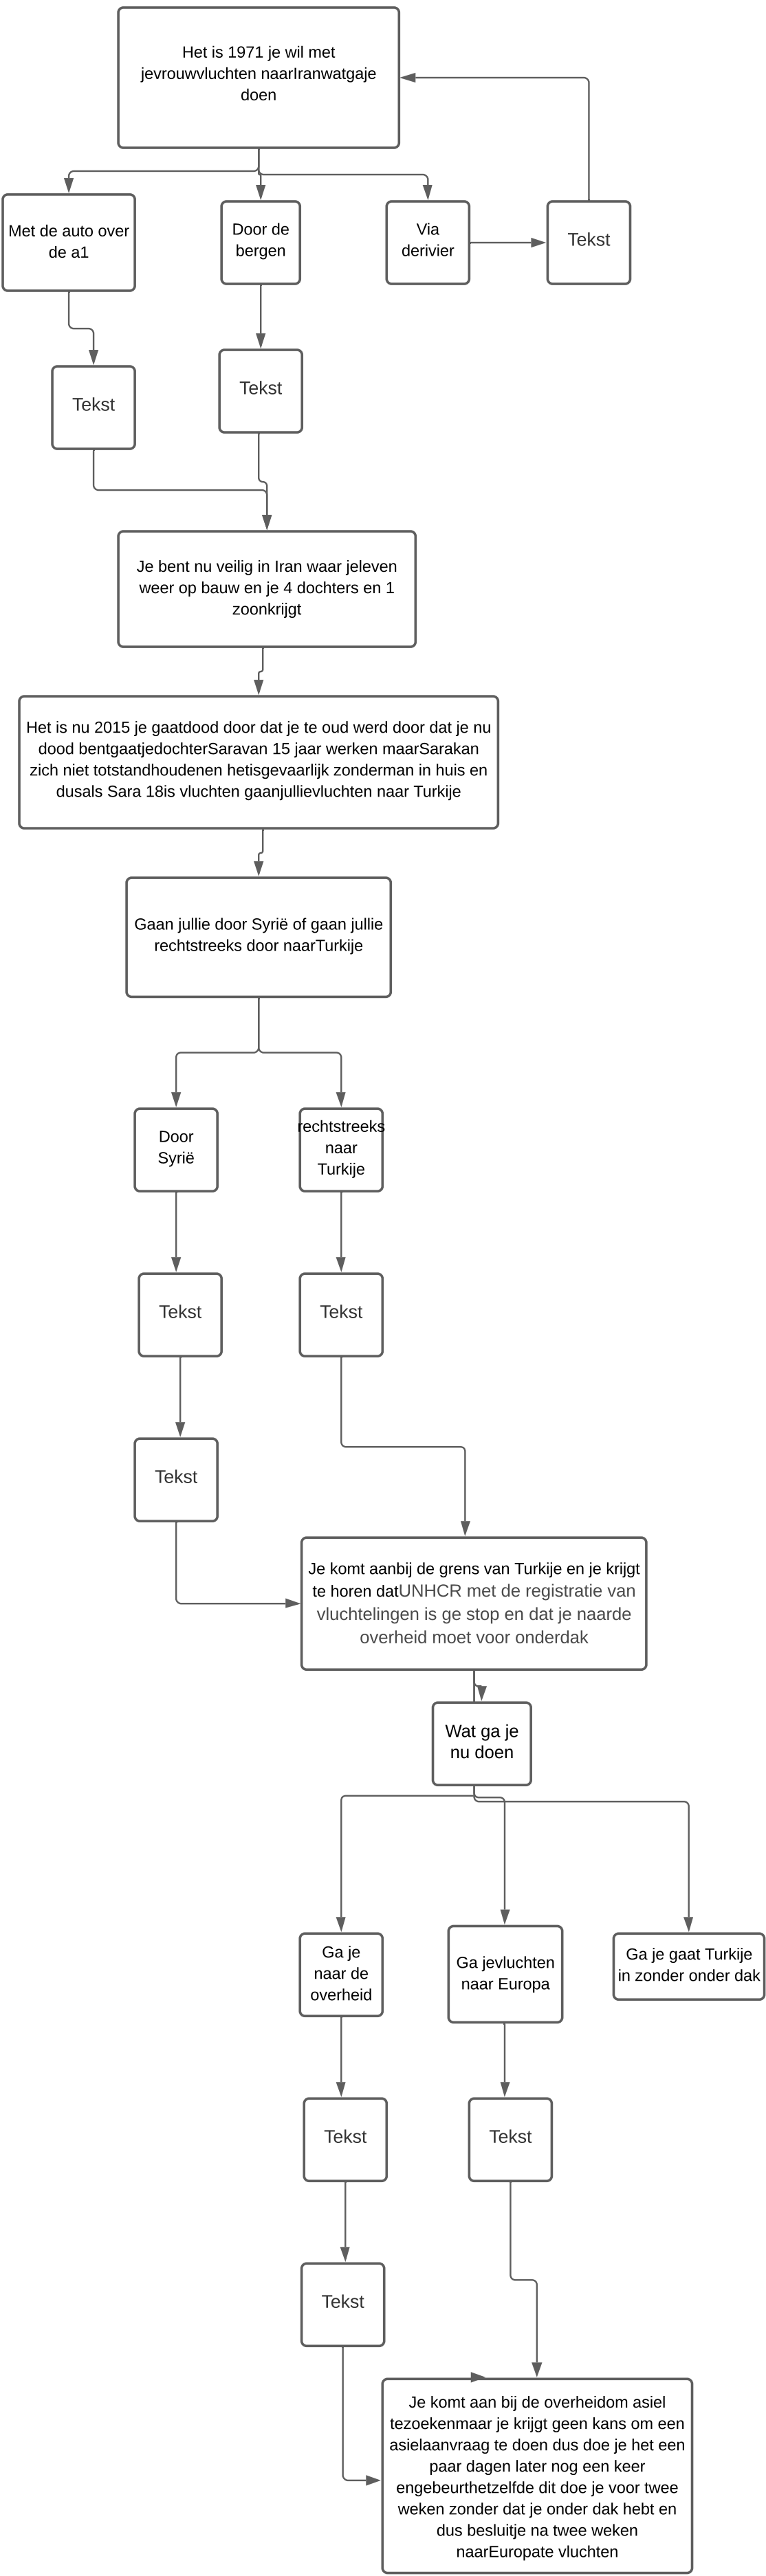 Het is 1971 je wil met
jevrouwvluchten naarIranwatgaje
doen
Met de auto over
de a1
Door de
bergen
Via
derivier
Tekst
Tekst
Tekst
Je bent nu veilig in Iran waar jeleven
weer op bauw en je 4 dochters en 1
zoonkrijgt
Het is nu 2015 je gaatdood door dat je te oud werd door dat je nu
dood bentgaatjedochterSaravan 15 jaar werken maarSarakan
zich niet totstandhoudenen hetisgevaarlijk zonderman in huis en
dusals Sara 18is vluchten gaanjullievluchten naar Turkije
Gaan jullie door Syrië of gaan jullie
rechtstreeks door naarTurkije
Door
Syrië
rechtstreeks
naar
Turkije
Tekst
Tekst
Tekst
Je komt aanbij de grens van Turkije en je krijgt
te horen datUNHCR met de registratie van
vluchtelingen is ge stop en dat je naarde
overheid moet voor onderdak
Wat ga je
nu doen
Ga je
naar de
overheid
Ga jevluchten
naar Europa
Ga je gaat Turkije
in zonder onder dak
Tekst
Tekst
Tekst
Je komt aan bij de overheidom asiel
tezoekenmaar je krijgt geen kans om een
asielaanvraag te doen dus doe je het een
paar dagen later nog een keer
engebeurthetzelfde dit doe je voor twee
weken zonder dat je onder dak hebt en
dus besluitje na twee weken
naarEuropate vluchten